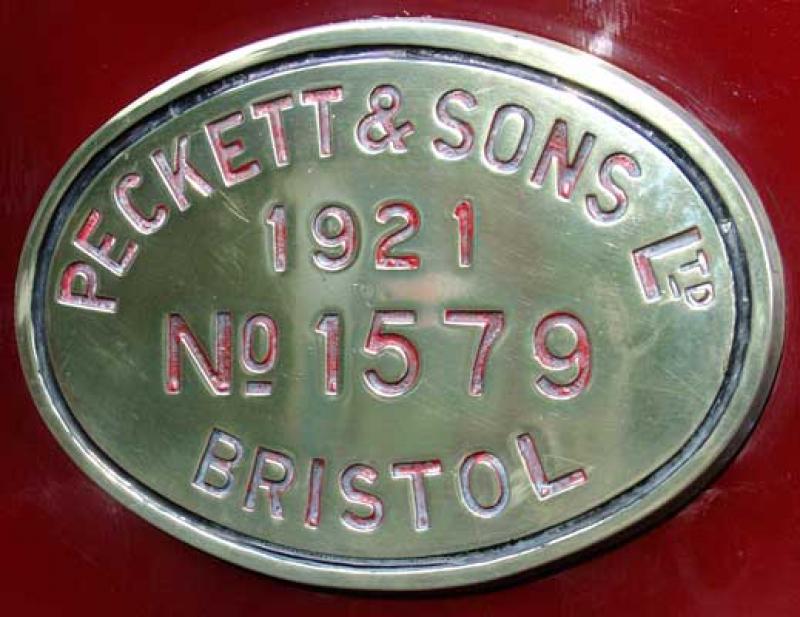 PECKETT & SONS LTD
1921
No 1579
BRISTOL